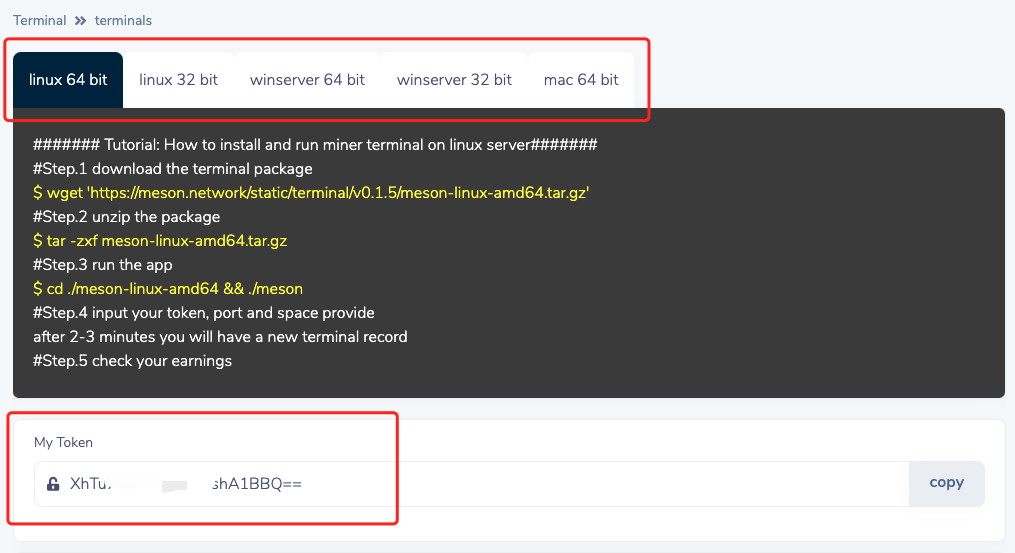 Terminal » terminals
linux 64 bit linux 32 bit winserver 64 bit winserver 32 bit mac 64 bit
####### Tutorial: How to install and run miner terminal on linux server#######
#Step.1 download the terminal package
$ wget 'https://meson.network/static/terminal/v0.1.5/meson-linux-amd64.tar.gz'
#Step.2 unzip the package
$ tar -zxf meson-linux-amd64.tar.gz
#Step.3 run the app
$ cd ./meson-linux-amd64 && ./meson
#Step.4 input your token, port and space provide
after 2-3 minutes you will have a new terminal record
#Step.5 check your earnings
My Token
XhTu shA1BBQ== copy